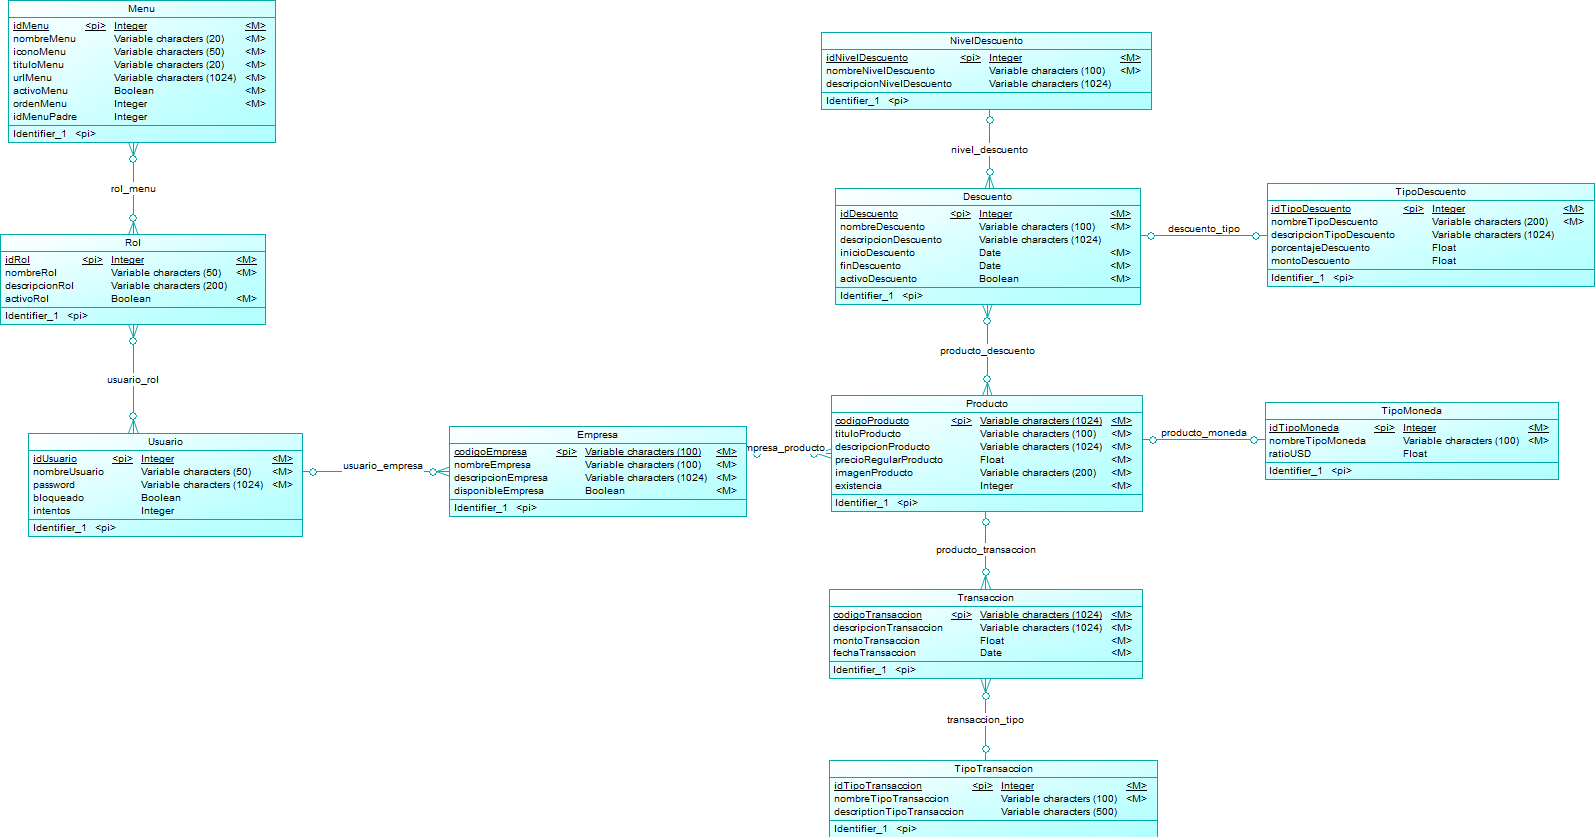 Menu
idMenu <pi> Integer <M>
nombreMenu Variable characters (20) <M>
iconoMenu Variable characters (50) <M>
tituloMenu Variable characters (20) <M>
urlMenu Variable characters (1024) <M>
activoMenu Boolean <M>
ordenMenu Integer <M>
idMenuPadre Integer
Identifier_1 <pi>
rol_menu
Rol
idRol <pi> Integer <M>
nombreRol Variable characters (50) <M>
descripcionRol Variable characters (200)
activoRol Boolean <M>
Identifier_1 <pi>
usuario_rol
Usuario
idUsuario <pi> Integer <M>
nombreUsuario Variable characters (50) <M>
password Variable characters (1024) <M>
bloqueado Boolean
intentos Integer
Identifier_1 <pi>
usuario_empresa
Empresa
codigoEmpresa <pi> Variable characters (100) <M>
nombreEmpresa Variable characters (100) <M>
descripcionEmpresa Variable characters (1024) <M>
disponibleEmpresa Boolean <M>
Identifier_1 <pi>
mpresa_producto
NivelDescuento
idNivelDescuento <pi> Integer <M>
nombreNivelDescuento Variable characters (100) <M>
descripcionNivelDescuento Variable characters (1024)
Identifier_1 <pi>
nivel_descuento
Descuento
idDescuento <pi> Integer <M>
nombreDescuento Variable characters (100) <M>
descripcionDescuento Variable characters (1024)
inicioDescuento Date <M>
finDescuento Date <M>
activoDescuento Boolean <M>
Identifier_1 <pi>
descuento_tipo
TipoDescuento
idTipoDescuento <pi> Integer <M>
nombreTipoDescuento Variable characters (200) <M>
descripcionTipoDescuento Variable characters (1024)
porcentajeDescuento Float
montoDescuento Float
Identifier_1 <pi>
producto_descuento
Producto
codigoProducto <pi> Variable characters (1024) <M>
tituloProducto Variable characters (100) <M>
descripcionProducto Variable characters (1024) <M>
precioRegularProducto Float <M>
imagenProducto Variable characters (200) <M>
existencia Integer <M>
Identifier_1 <pi>
producto_moneda
TipoMoneda
idTipoMoneda <pi> Integer <M>
nombreTipoMoneda Variable characters (100) <M>
ratioUSD Float
Identifier_1 <pi>
producto_transaccion
Transaccion
codigoTransaccion <pi> Variable characters (1024) <M>
descripcionTransaccion Variable characters (1024) <M>
montoTransaccion Float <M>
fechaTransaccion Date <M>
Identifier_1 <pi>
transaccion_tipo
TipoTransaccion
idTipoTransaccion <pi> Integer <M>
nombreTipoTransaccion Variable characters (100) <M>
descriptionTipoTransaccion Variable characters (500)
Identifier_1 <pi>